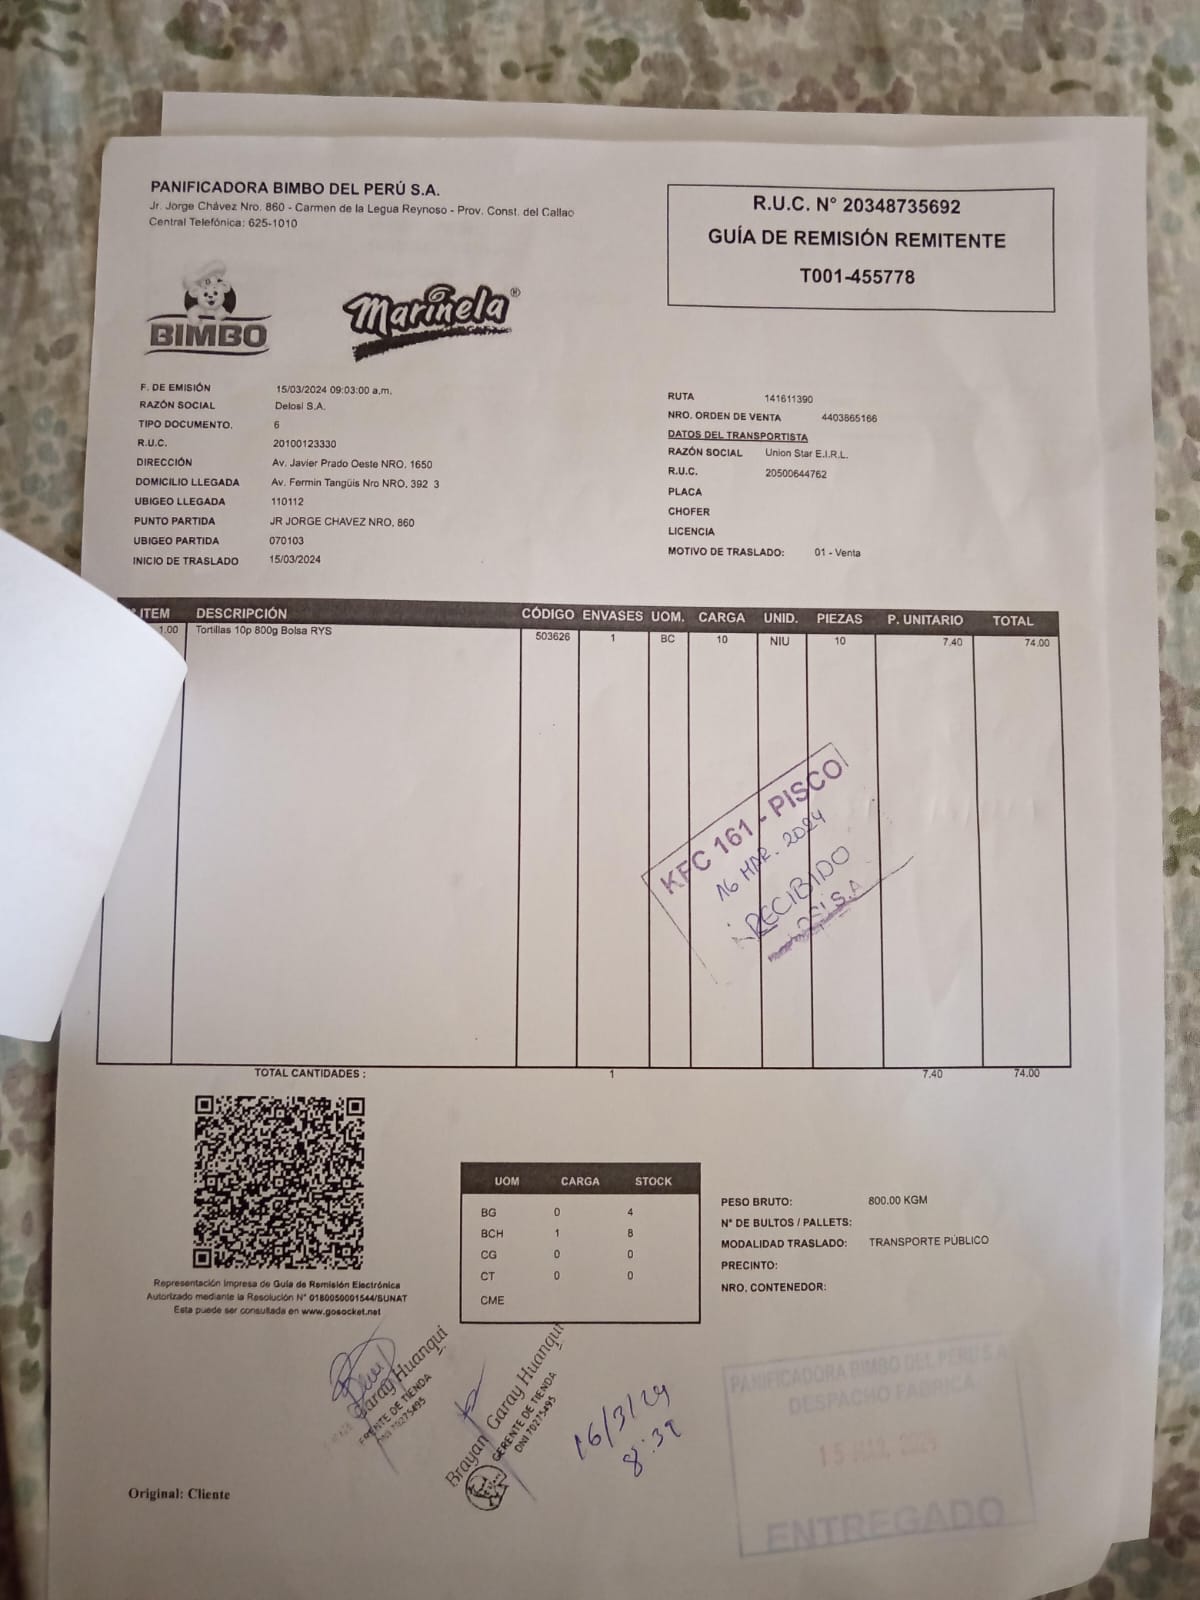 PANIFICADORA BIMBO DEL PERÚ S.A.
Jr. Jorge Chávez Nro. 860 - Carmen de la Legua Reynoso - Prov. Const. del Callao
Central Telefónica: 625-1010
R.U.C. N° 20348735692
GUÍA DE REMISIÓN REMITENTE
T001-455778
BIMBO
Marinela®
F. DE EMISIÓN 15/03/2024 09:03:00 a.m.
RAZÓN SOCIAL Delosi S.A.
TIPO DOCUMENTO. 6
R.U.C. 20100123330
DIRECCIÓN Av. Javier Prado Oeste NRO. 1650
DOMICILIO LLEGADA Av. Fermin Tangüis Nro NRO. 392 3
UBIGEO LLEGADA 110112
PUNTO PARTIDA JR JORGE CHAVEZ NRO. 860
UBIGEO PARTIDA 070103
INICIO DE TRASLADO 15/03/2024
RUTA 141611390
NRO. ORDEN DE VENTA 4403865166
DATOS DEL TRANSPORTISTA
RAZÓN SOCIAL Union Star E.I.R.L.
R.U.C. 20500644762
PLACA
CHOFER
LICENCIA
MOTIVO DE TRASLADO: 01 - Venta
ITEM DESCRIPCIÓN CÓDIGO ENVASES UOM. CARGA UNID. PIEZAS P. UNITARIO TOTAL
1.00 Tortillas 10p 800g Bolsa RYS 503626 1 BC 10 NIU 10 7.40 74.00
KFC 161 - PISCO
16 MAR. 2024
RECIBIDO
S.A
TOTAL CANTIDADES : 1 7.40 74.00
Representación Impresa de Guía de Remisión Electrónica
Autorizado mediante la Resolución N° 0180050001544/SUNAT
Esta puede ser consultada en www.gosocket.net
UOM CARGA STOCK
BG 0 4
BCH 1 8
CG 0 0
CT 0 0
CME
PESO BRUTO: 800.00 KGM
N° DE BULTOS / PALLETS:
MODALIDAD TRASLADO: TRANSPORTE PÚBLICO
PRECINTO:
NRO. CONTENEDOR:
Garay Huanqui
GERENTE DE TIENDA
DNI 70275495
Brayan Garay Huanqui
GERENTE DE TIENDA
DNI 70275495
16/3/24
8:32
PANIFICADORA BIMBO DEL PERU S.A
DESPACHO FABRICA
15 MAR.
ENTREGADO
Original: Cliente